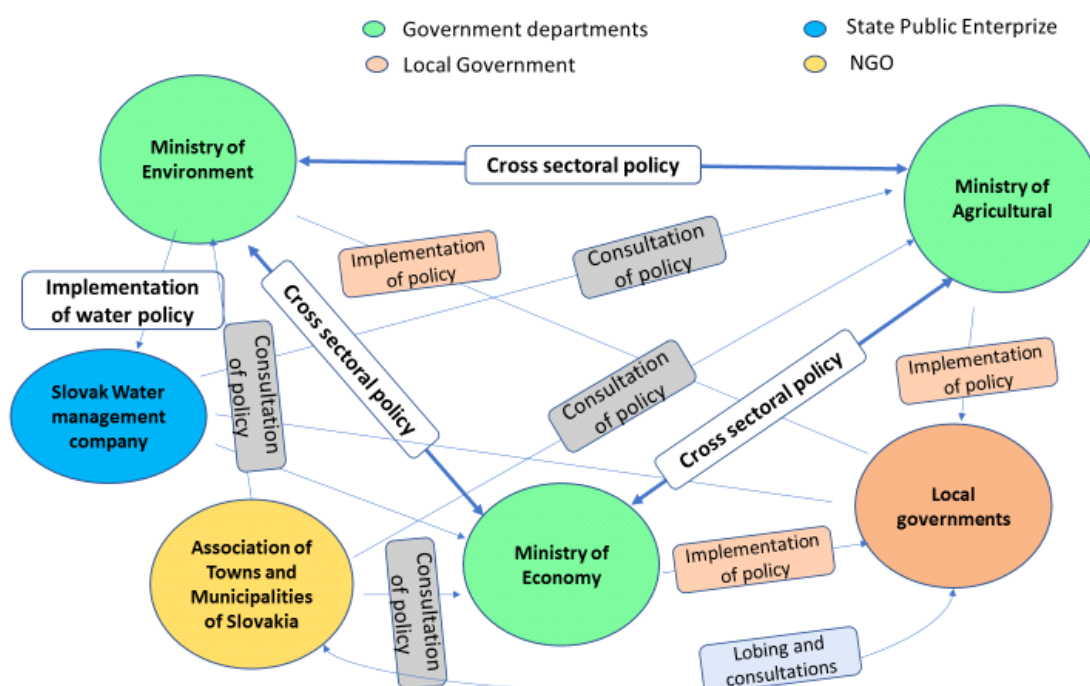 Government departments
State Public Enterprize
Local Government
NGO
Ministry of
Environment
Cross sectoral policy
Ministry of
Agricultural
Implementation
of policy
Consultation
of policy
Implementation
of water policy
Cross sectoral policy
Consultation
of policy
Slovak Water
management
company
Consultation
of policy
Cross sectoral policy
Implementation
of policy
Local
governments
Association of
Towns and
Municipalities
of Slovakia
Consultation
of policy
Ministry of
Economy
Implementation
of policy
Lobing and
consultations